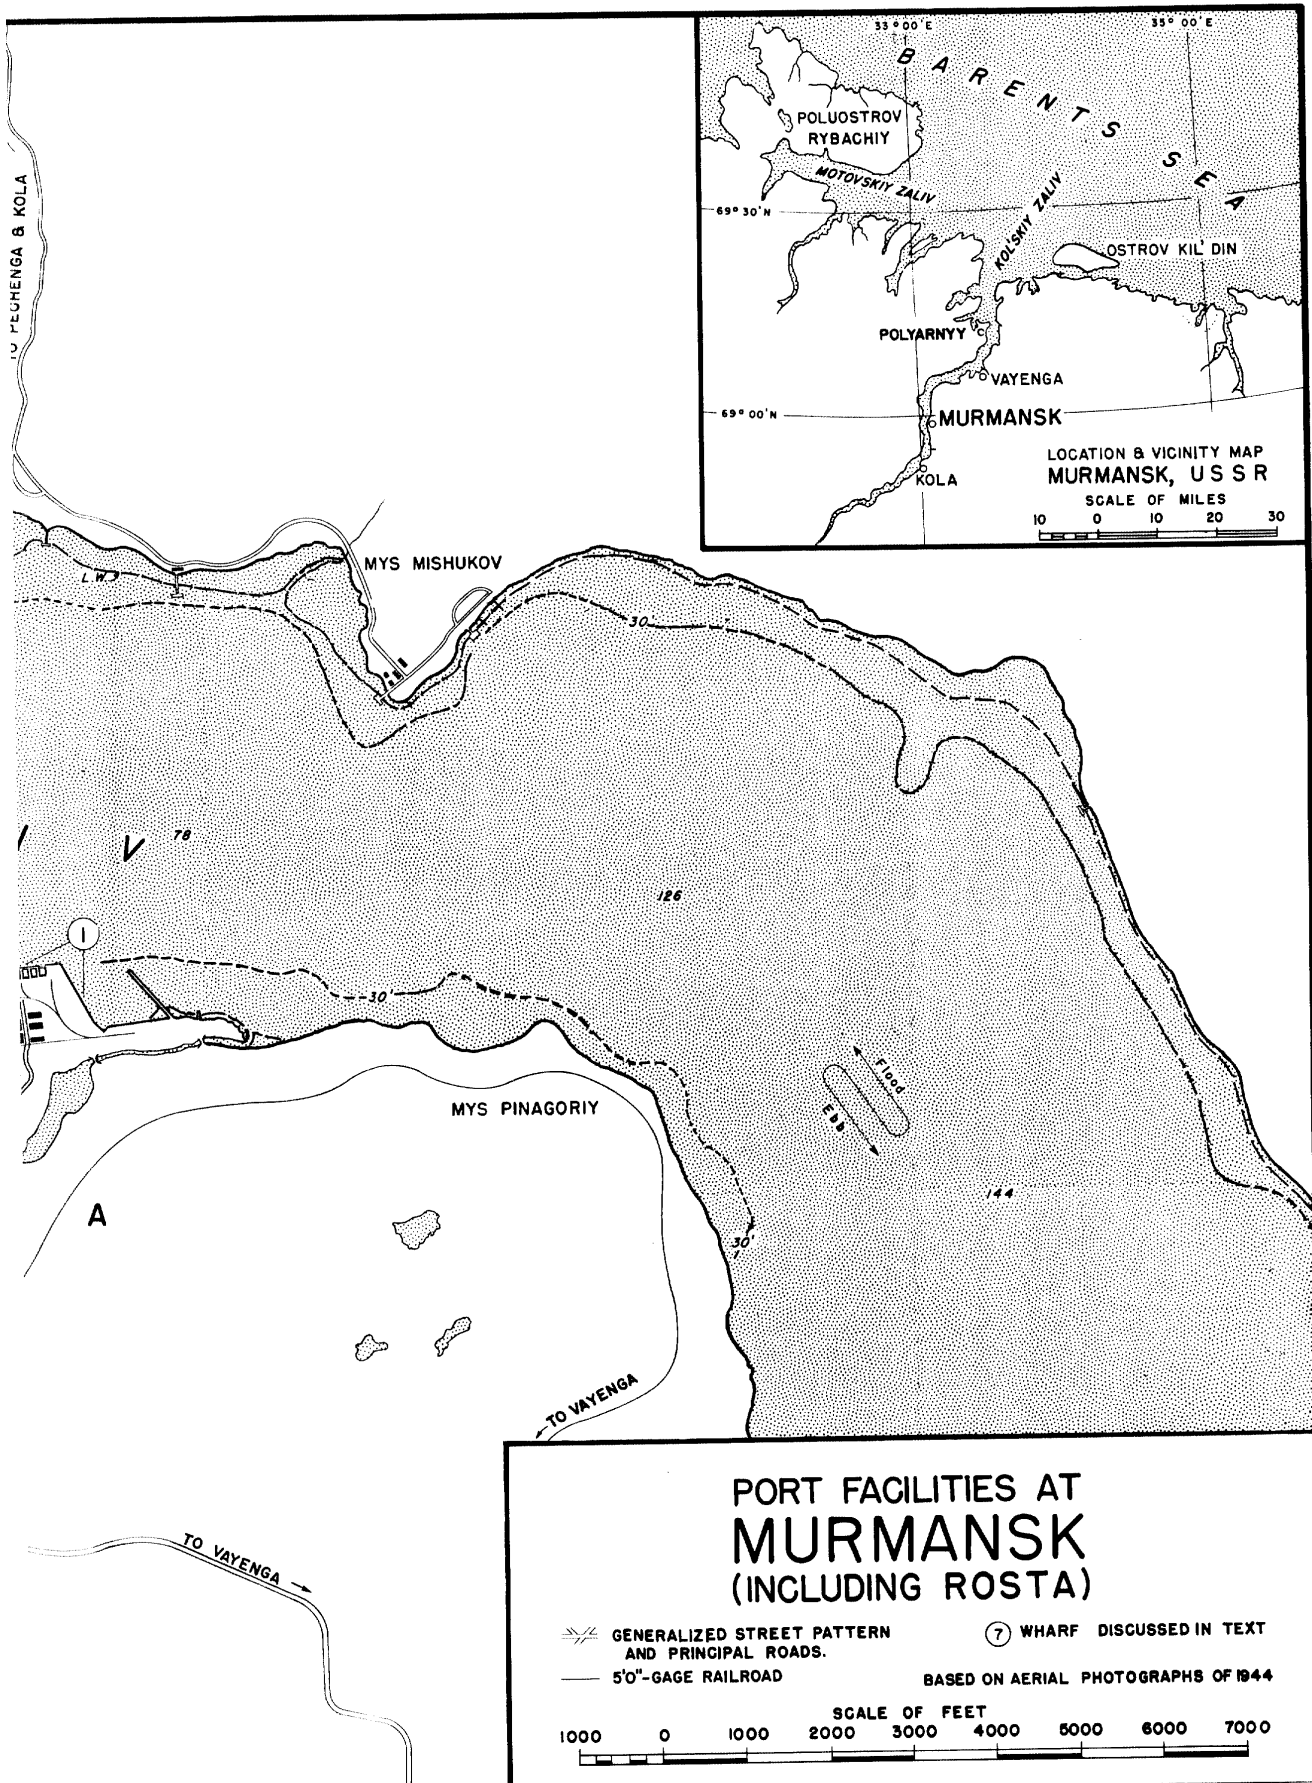 33° 00' E
35° 00' E
BARENTS SEA
POLUOSTROV
RYBACHIY
MOTOVSKIY ZALIV
69° 30' N
KOL'SKIY ZALIV
OSTROV KIL'DIN
POLYARNYY
VAYENGA
69° 00' N
MURMANSK
KOLA
LOCATION & VICINITY MAP
MURMANSK, USSR
SCALE OF MILES
10 0 10 20 30
TO PECHENGA & KOLA
MYS MISHUKOV
L.W.
30
V
78
126
1
30'
Flood
Ebb
MYS PINAGORIY
144
A
30'
TO VAYENGA
TO VAYENGA
PORT FACILITIES AT
MURMANSK
(INCLUDING ROSTA)
GENERALIZED STREET PATTERN
AND PRINCIPAL ROADS.
7 WHARF DISCUSSED IN TEXT
5'0"-GAGE RAILROAD
BASED ON AERIAL PHOTOGRAPHS OF 1944
SCALE OF FEET
1000 0 1000 2000 3000 4000 5000 6000 7000